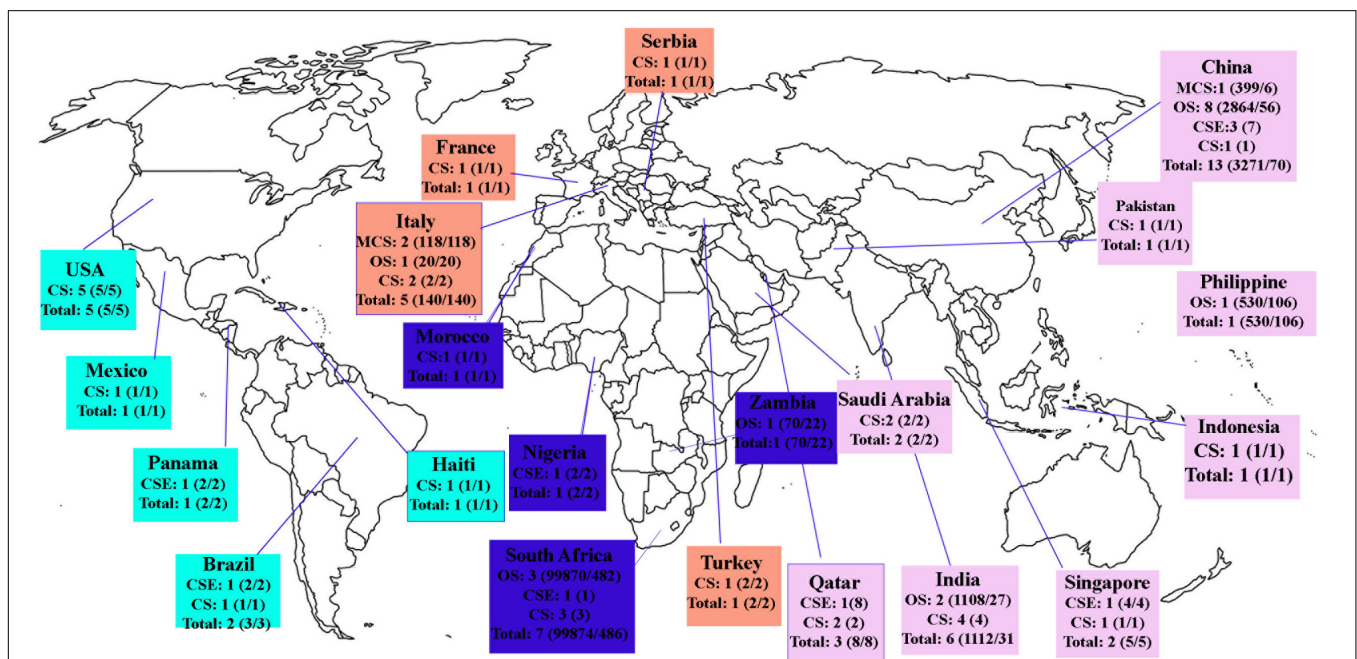 Serbia
CS: 1 (1/1)
Total: 1 (1/1)
China
MCS:1 (399/6)
OS: 8 (2864/56)
CSE:3 (7)
CS:1 (1)
Total: 13 (3271/70)
France
CS: 1 (1/1)
Total: 1 (1/1)
Pakistan
CS: 1 (1/1)
Total: 1 (1/1)
Italy
MCS: 2 (118/118)
OS: 1 (20/20)
CS: 2 (2/2)
Total: 5 (140/140)
USA
CS: 5 (5/5)
Total: 5 (5/5)
Philippine
OS: 1 (530/106)
Total: 1 (530/106)
Morocco
CS:1 (1/1)
Total: 1 (1/1)
Mexico
CS: 1 (1/1)
Total: 1 (1/1)
Zambia
OS: 1 (70/22)
Total:1 (70/22)
Saudi Arabia
CS:2 (2/2)
Total: 2 (2/2)
Indonesia
CS: 1 (1/1)
Total: 1 (1/1)
Panama
CSE: 1 (2/2)
Total: 1 (2/2)
Haiti
CS: 1 (1/1)
Total: 1 (1/1)
Nigeria
CSE: 1 (2/2)
Total: 1 (2/2)
Brazil
CSE: 1 (2/2)
CS: 1 (1/1)
Total: 2 (3/3)
South Africa
OS: 3 (99870/482)
CSE: 1 (1)
CS: 3 (3)
Total: 7 (99874/486)
Turkey
CS: 1 (2/2)
Total: 1 (2/2)
Qatar
CSE: 1(8)
CS: 2 (2)
Total: 3 (8/8)
India
OS: 2 (1108/27)
CS: 4 (4)
Total: 6 (1112/31
Singapore
CSE: 1 (4/4)
CS: 1 (1/1)
Total: 2 (5/5)